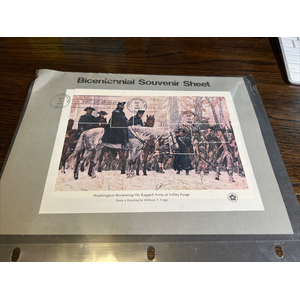 Bicentennial Souvenir Sheet
Washington Reviewing His Ragged Army at Valley Forge
From a Painting by William T. Trego